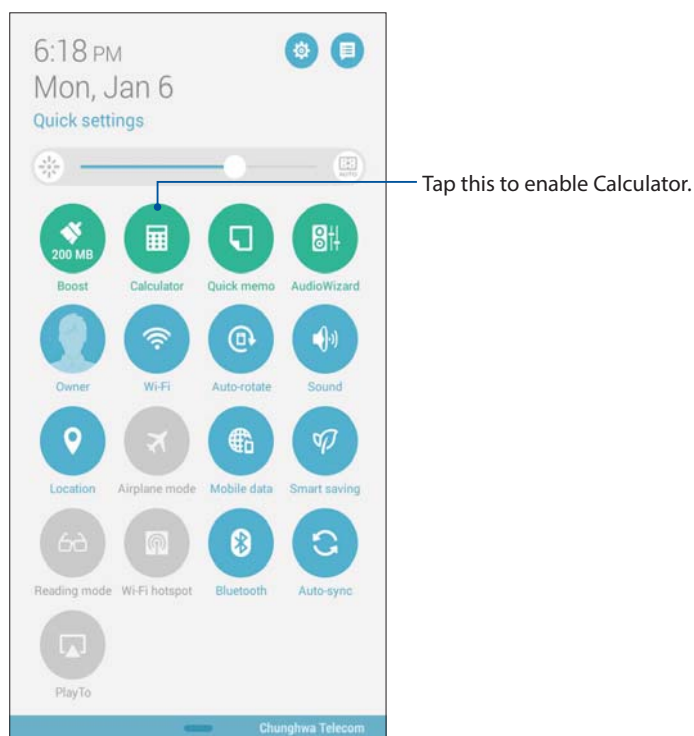 6:18 PM
Mon, Jan 6
Quick settings
AUTO
Tap this to enable Calculator.
200 MB
Boost Calculator Quick memo AudioWizard
Owner Wi-Fi Auto-rotate Sound
Location Airplane mode Mobile data Smart saving
Reading mode Wi-Fi hotspot Bluetooth Auto-sync
PlayTo
Chunghwa Telecom